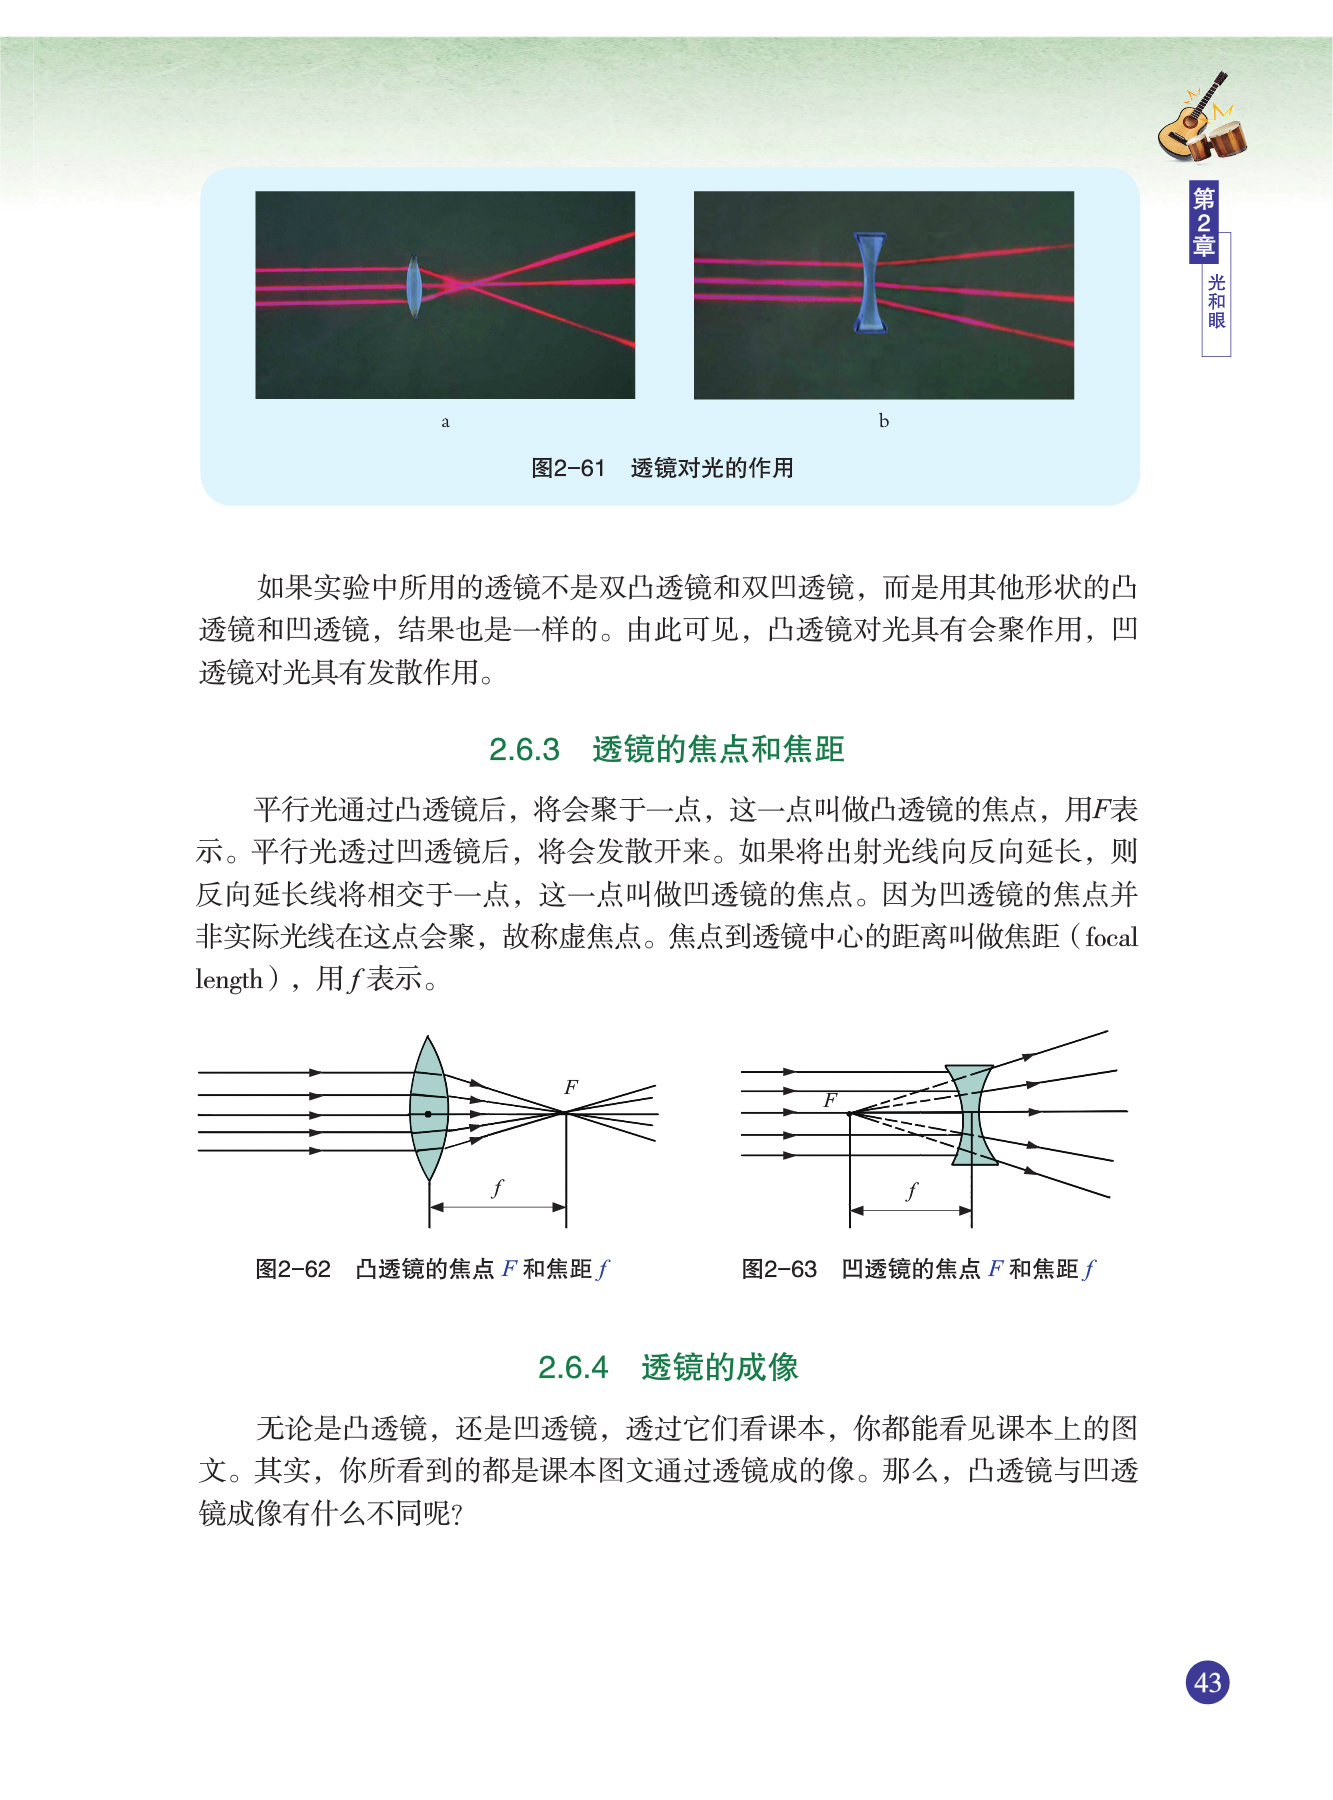 第2章
光和眼
a
b
图2-61 透镜对光的作用
如果实验中所用的透镜不是双凸透镜和双凹透镜，而是用其他形状的凸
透镜和凹透镜，结果也是一样的。由此可见，凸透镜对光具有会聚作用，凹
透镜对光具有发散作用。
2.6.3 透镜的焦点和焦距
平行光通过凸透镜后，将会聚于一点，这一点叫做凸透镜的焦点，用F表
示。平行光透过凹透镜后，将会发散开来。如果将出射光线向反向延长，则
反向延长线将相交于一点，这一点叫做凹透镜的焦点。因为凹透镜的焦点并
非实际光线在这点会聚，故称虚焦点。焦点到透镜中心的距离叫做焦距（focal
length），用f表示。
F
f
F
f
图2-62 凸透镜的焦点 F 和焦距 f
图2-63 凹透镜的焦点 F 和焦距 f
2.6.4 透镜的成像
无论是凸透镜，还是凹透镜，透过它们看课本，你都能看见课本上的图
文。其实，你所看到的都是课本图文通过透镜成的像。那么，凸透镜与凹透
镜成像有什么不同呢？
43